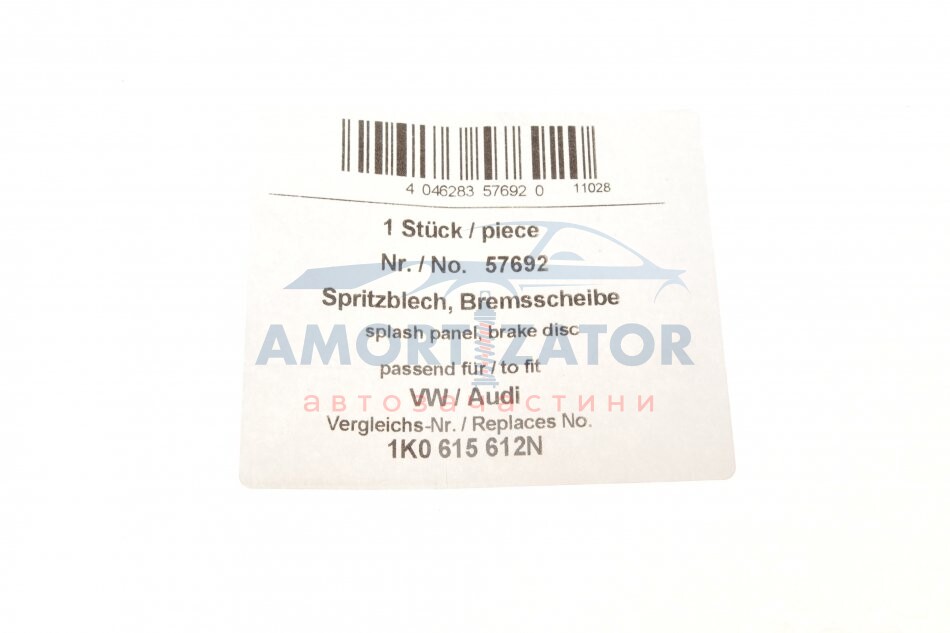 4 046283 57692 0 11028
1 Stück / piece
Nr. / No. 57692
Spritzblech, Bremsscheibe
splash panel, brake disc
AMORTIZATOR
passend für / to fit
VW / Audi
автозапчастини
Vergleichs-Nr. / Replaces No.
1K0 615 612N